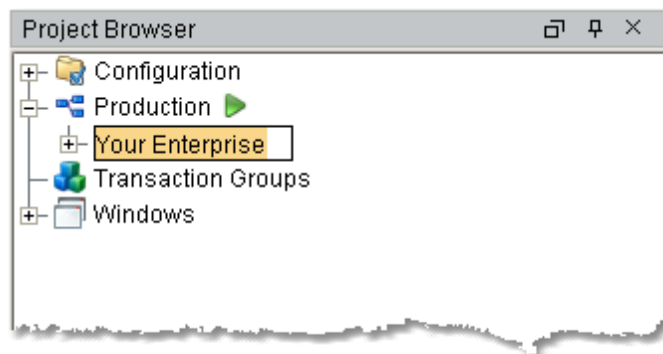 Project Browser
Configuration
Production
Your Enterprise
Transaction Groups
Windows